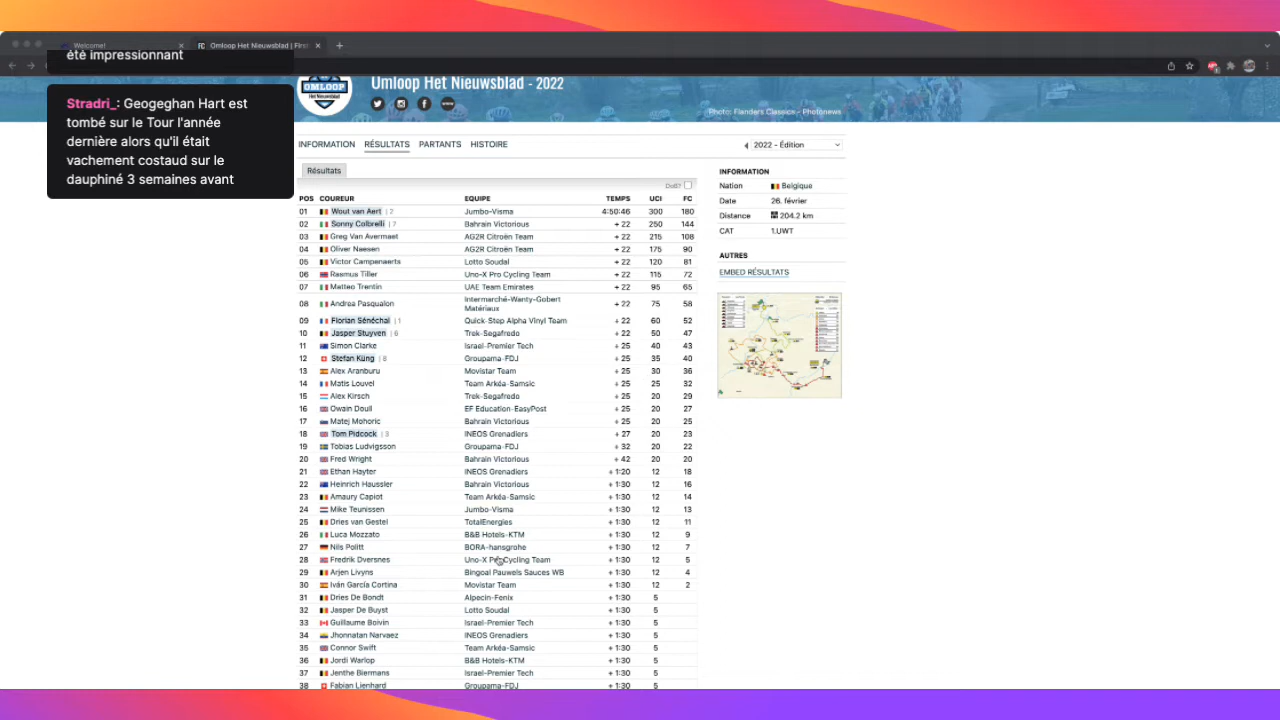 Welcome!
Omloop Het Nieuwsblad | First
été impressionnant
Stradri_: Geogeghan Hart est
tombé sur le Tour l'année
dernière alors qu'il était
vachement costaud sur le
dauphiné 3 semaines avant
OMLOOP
Het Nieuwsblad
Omloop Het Nieuwsblad - 2022
Photo: Flanders Classics - Photonews
INFORMATION RÉSULTATS PARTANTS HISTOIRE
2022 - Édition
Résultats
POS COUREUR EQUIPE TEMPS UCI FC
01 Wout van Aert | 2 Jumbo-Visma 4:50:46 300 180
02 Sonny Colbrelli | 7 Bahrain Victorious + 22 250 144
03 Greg Van Avermaet AG2R Citroën Team + 22 215 108
04 Oliver Naesen AG2R Citroën Team + 22 175 90
05 Victor Campenaerts Lotto Soudal + 22 120 81
06 Rasmus Tiller Uno-X Pro Cycling Team + 22 115 72
07 Matteo Trentin UAE Team Emirates + 22 95 65
08 Andrea Pasqualon Intermarché-Wanty-Gobert
Matériaux + 22 75 58
09 Florian Sénéchal | 1 Quick-Step Alpha Vinyl Team + 22 60 52
10 Jasper Stuyven | 6 Trek-Segafredo + 22 50 47
11 Simon Clarke Israel-Premier Tech + 25 40 43
12 Stefan Küng | 8 Groupama-FDJ + 25 35 40
13 Alex Aranburu Movistar Team + 25 30 36
14 Matis Louvel Team Arkéa-Samsic + 25 25 32
15 Alex Kirsch Trek-Segafredo + 25 20 29
16 Owain Doull EF Education-EasyPost + 25 20 27
17 Matej Mohoric Bahrain Victorious + 25 20 25
18 Tom Pidcock | 3 INEOS Grenadiers + 27 20 23
19 Tobias Ludvigsson Groupama-FDJ + 32 20 22
20 Fred Wright Bahrain Victorious + 42 20 20
21 Ethan Hayter INEOS Grenadiers + 1:20 12 18
22 Heinrich Haussler Bahrain Victorious + 1:30 12 16
23 Amaury Capiot Team Arkéa-Samsic + 1:30 12 14
24 Mike Teunissen Jumbo-Visma + 1:30 12 13
25 Dries van Gestel TotalEnergies + 1:30 12 11
26 Luca Mozzato B&B Hotels-KTM + 1:30 12 9
27 Nils Politt BORA-hansgrohe + 1:30 12 7
28 Fredrik Dversnes Uno-X Pro Cycling Team + 1:30 12 5
29 Arjen Livyns Bingoal Pauwels Sauces WB + 1:30 12 4
30 Iván García Cortina Movistar Team + 1:30 12 2
31 Dries De Bondt Alpecin-Fenix + 1:30 5
32 Jasper De Buyst Lotto Soudal + 1:30 5
33 Guillaume Boivin Israel-Premier Tech + 1:30 5
34 Jhonnatan Narvaez INEOS Grenadiers + 1:30 5
35 Connor Swift Team Arkéa-Samsic + 1:30 5
36 Jordi Warlop B&B Hotels-KTM + 1:30 5
37 Jenthe Biermans Israel-Premier Tech + 1:30 5
38 Fabian Lienhard Groupama-FDJ + 1:30 5
INFORMATION
Nation Belgique
Date 26. février
Distance 204.2 km
CAT 1.UWT
AUTRES
EMBED RÉSULTATS